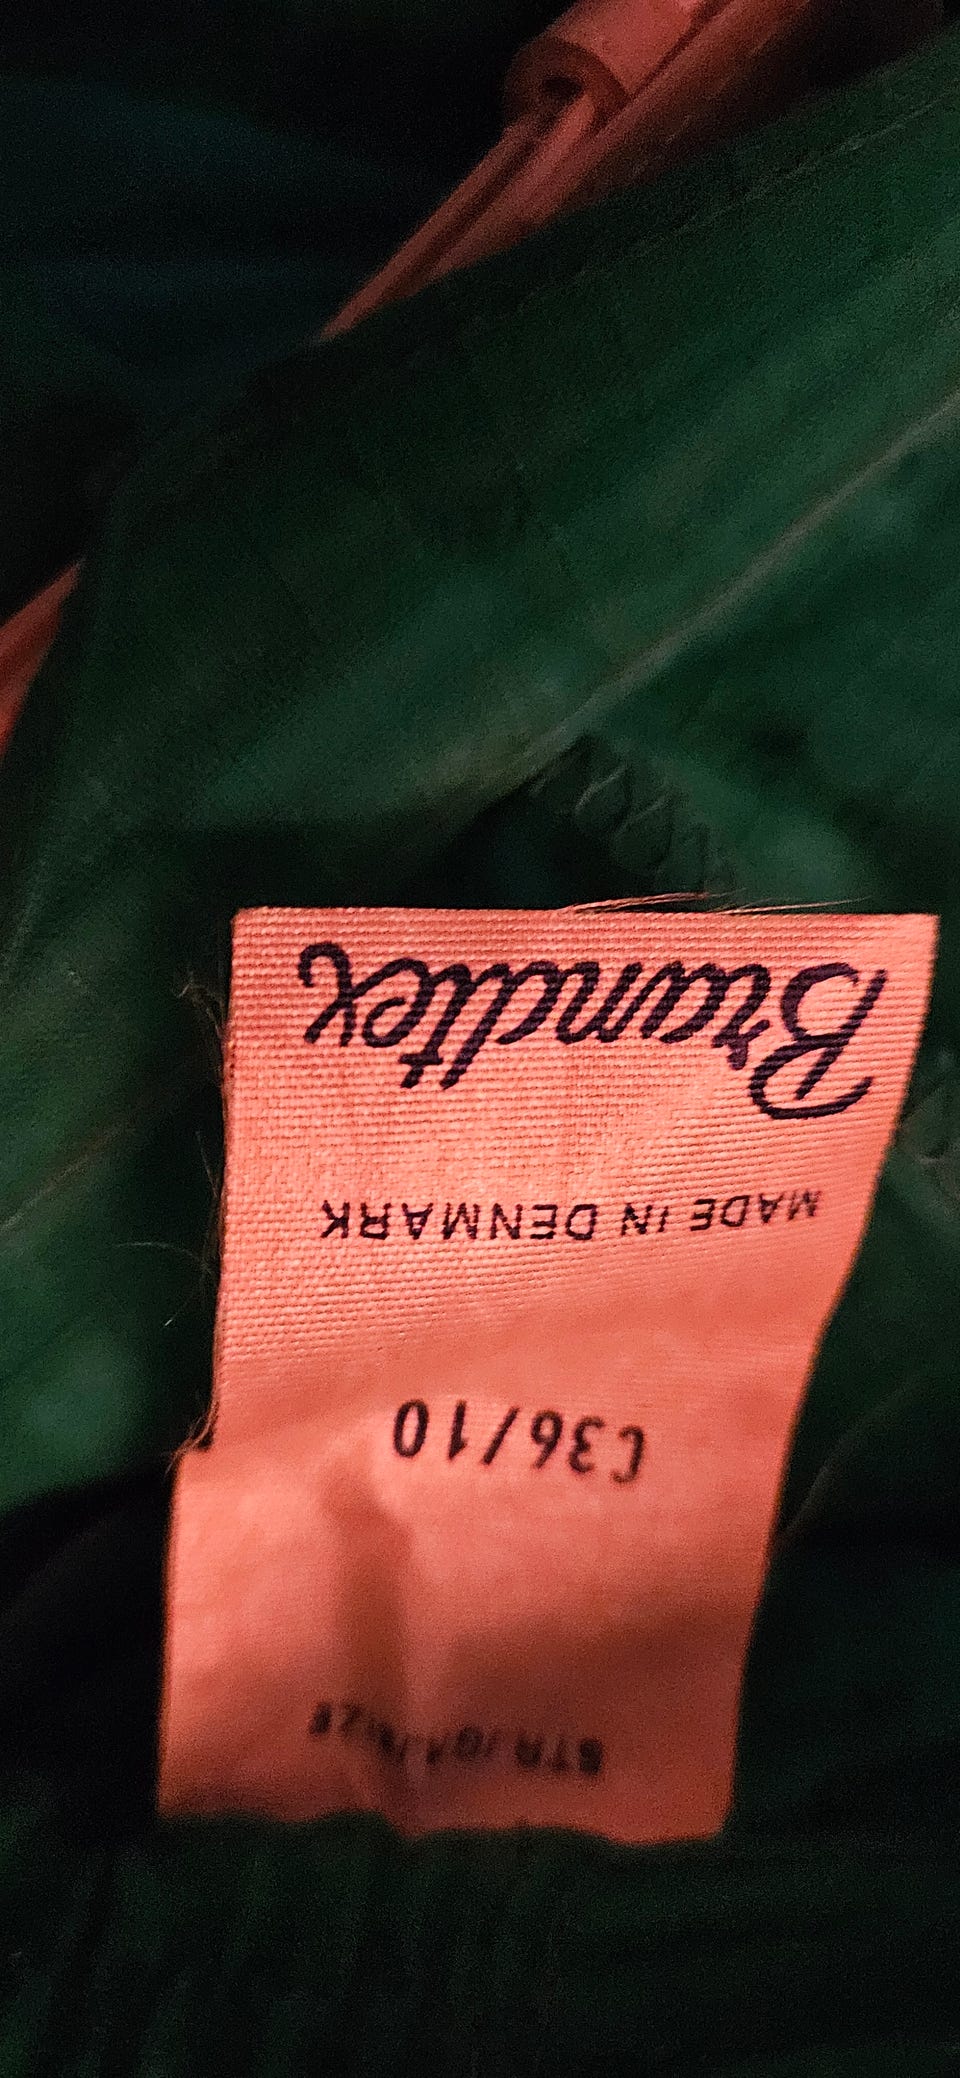 Brandtex
MADE IN DENMARK
C36/10